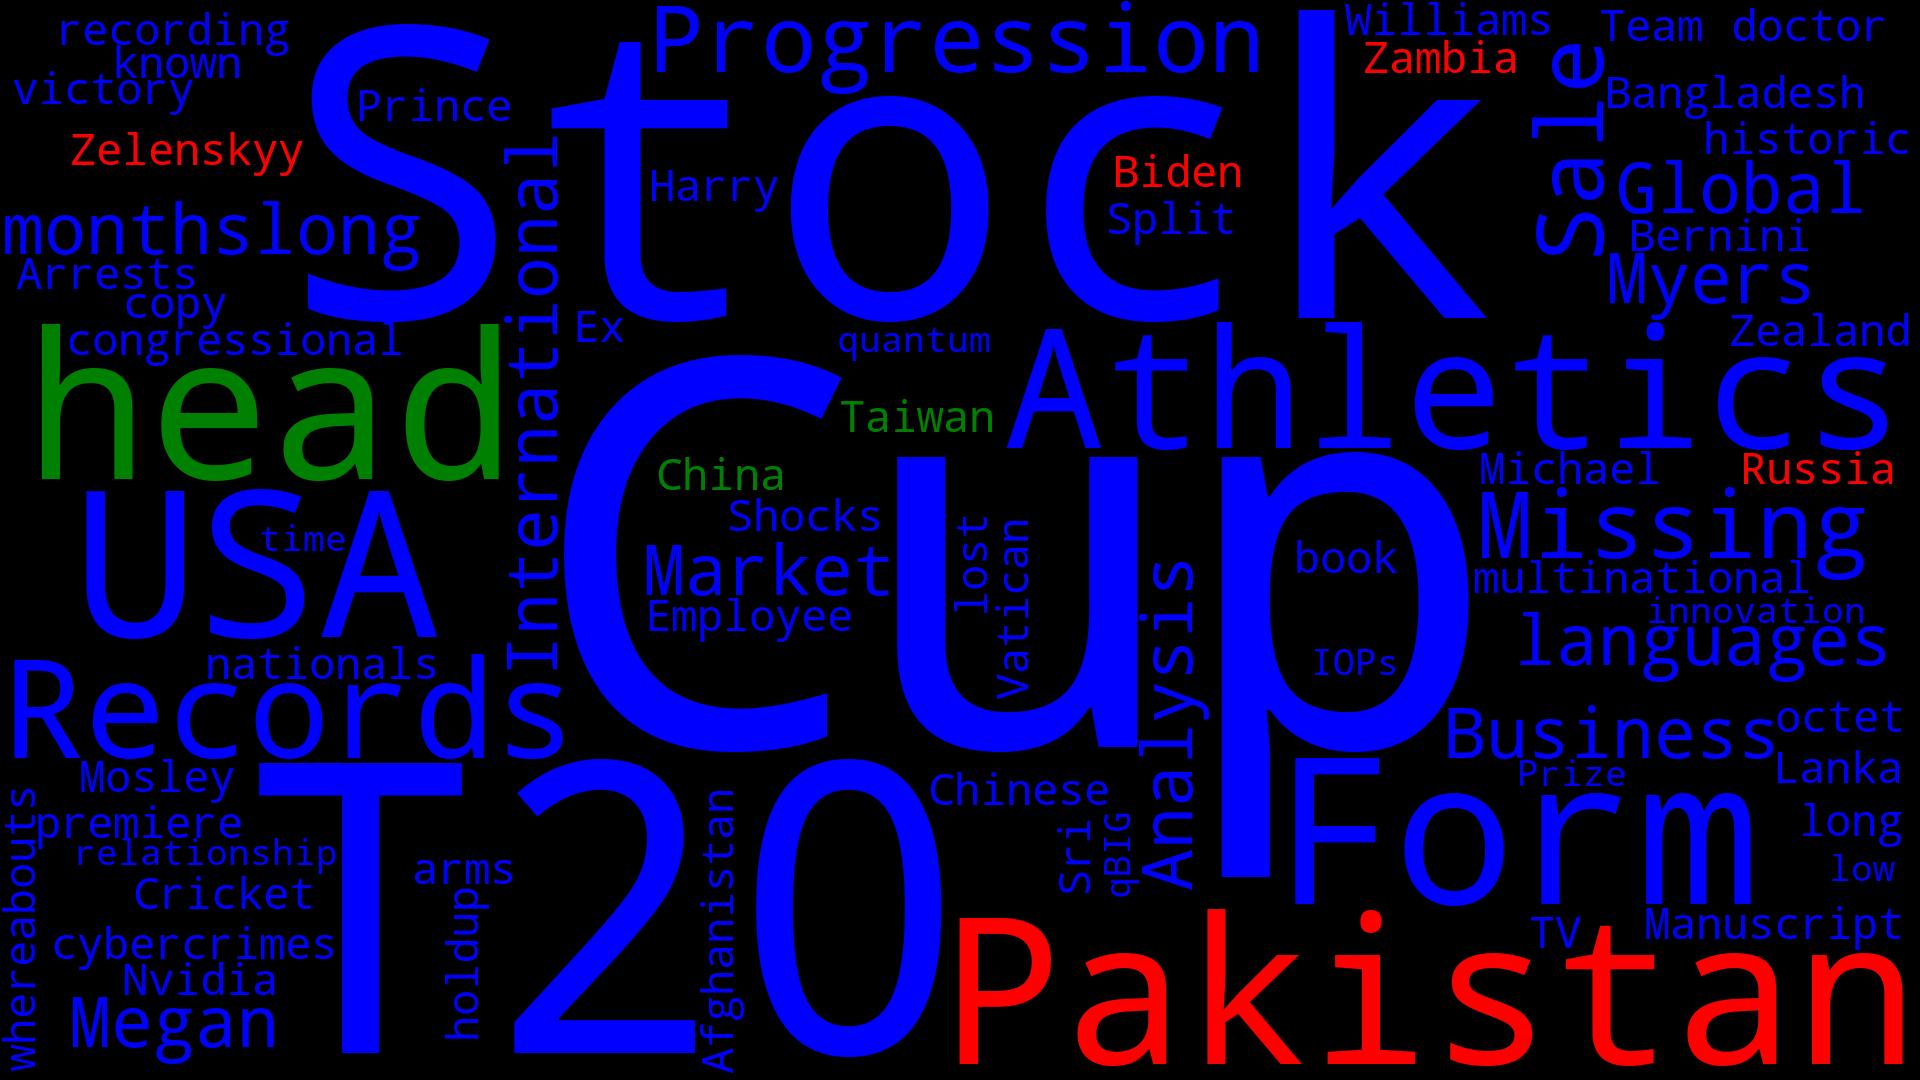 recording
known
victory
Prince
Zelenskyy
Stock
Progression
Williams
Zambia
Team doctor
Sale
Bangladesh
historic
Harry
Biden
Split
Global
Bernini
Myers
monthslong
Arrests
copy
congressional
International
Ex
quantum
Zealand
head
Taiwan
Athletics
China
Cup
Michael
Russia
USA
time
Shocks
Market
Employee
lost
vatican
Analysis
book
IOPs
Missing
multinational
innovation
languages
nationals
Records
Business
octet
Prize
Lanka
Mosley
premiere
relationship
Cricket
whereabouts
T20
arms
holdup
Afghanistan
Chinese
Sri
qBIG
Form
long
low
TV
Manuscript
cybercrimes
Nvidia
Megan
Pakistan